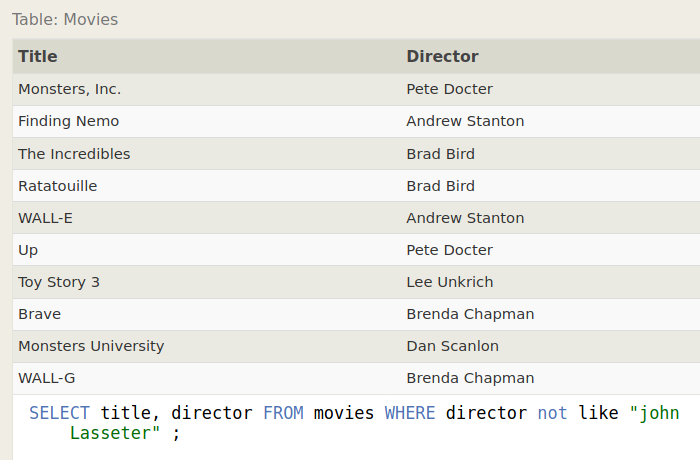 Table: Movies
Title Director
Monsters, Inc. Pete Docter
Finding Nemo Andrew Stanton
The Incredibles Brad Bird
Ratatouille Brad Bird
WALL-E Andrew Stanton
Up Pete Docter
Toy Story 3 Lee Unkrich
Brave Brenda Chapman
Monsters University Dan Scanlon
WALL-G Brenda Chapman
SELECT title, director FROM movies WHERE director not like "john
Lasseter" ;